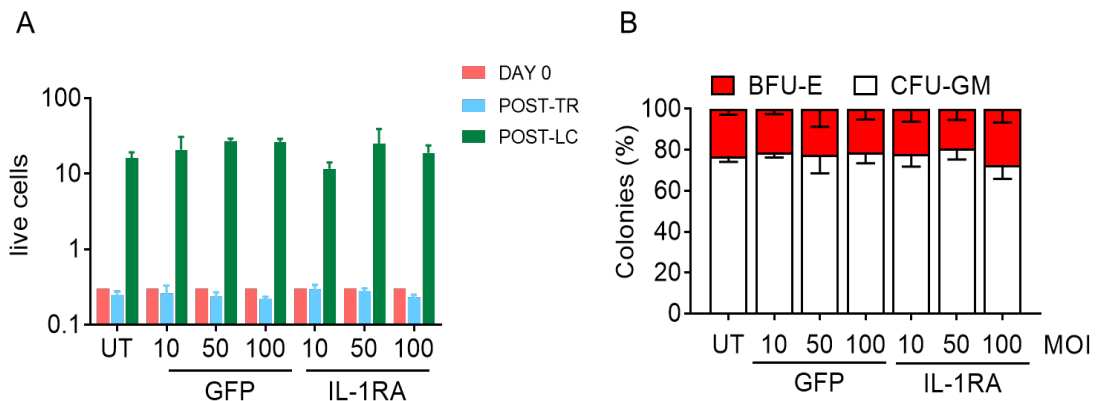 A
DAY 0
POST-TR
POST-LC
100
10
1
0.1
live cells
UT 10 50 100 10 50 100
GFP IL-1RA
B
BFU-E CFU-GM
100
80
60
40
20
0
Colonies (%)
UT 10 50 100 10 50 100 MOI
GFP IL-1RA